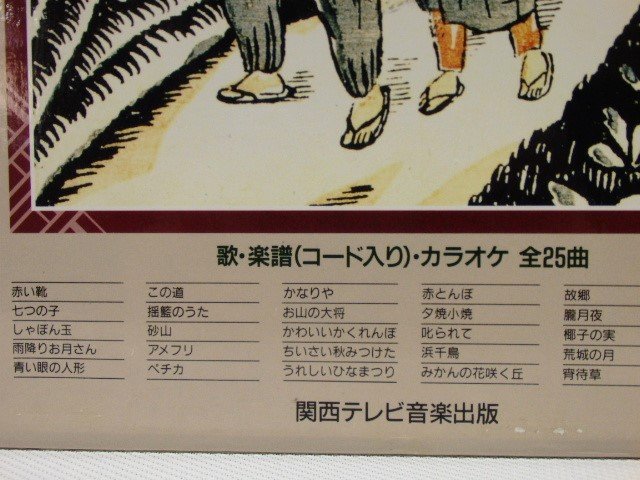 歌・楽譜(コード入り)・カラオケ 全25曲
赤い靴
七つの子
しゃぼん玉
雨降りお月さん
青い眼の人形
この道
揺籃のうた
砂山
アメフリ
ペチカ
かなりや
お山の大将
かわいいかくれんぼ
ちいさい秋みつけた
うれしいひなまつり
赤とんぼ
夕焼小焼
叱られて
浜千鳥
みかんの花咲く丘
故郷
朧月夜
椰子の実
荒城の月
宵待草
関西テレビ音楽出版